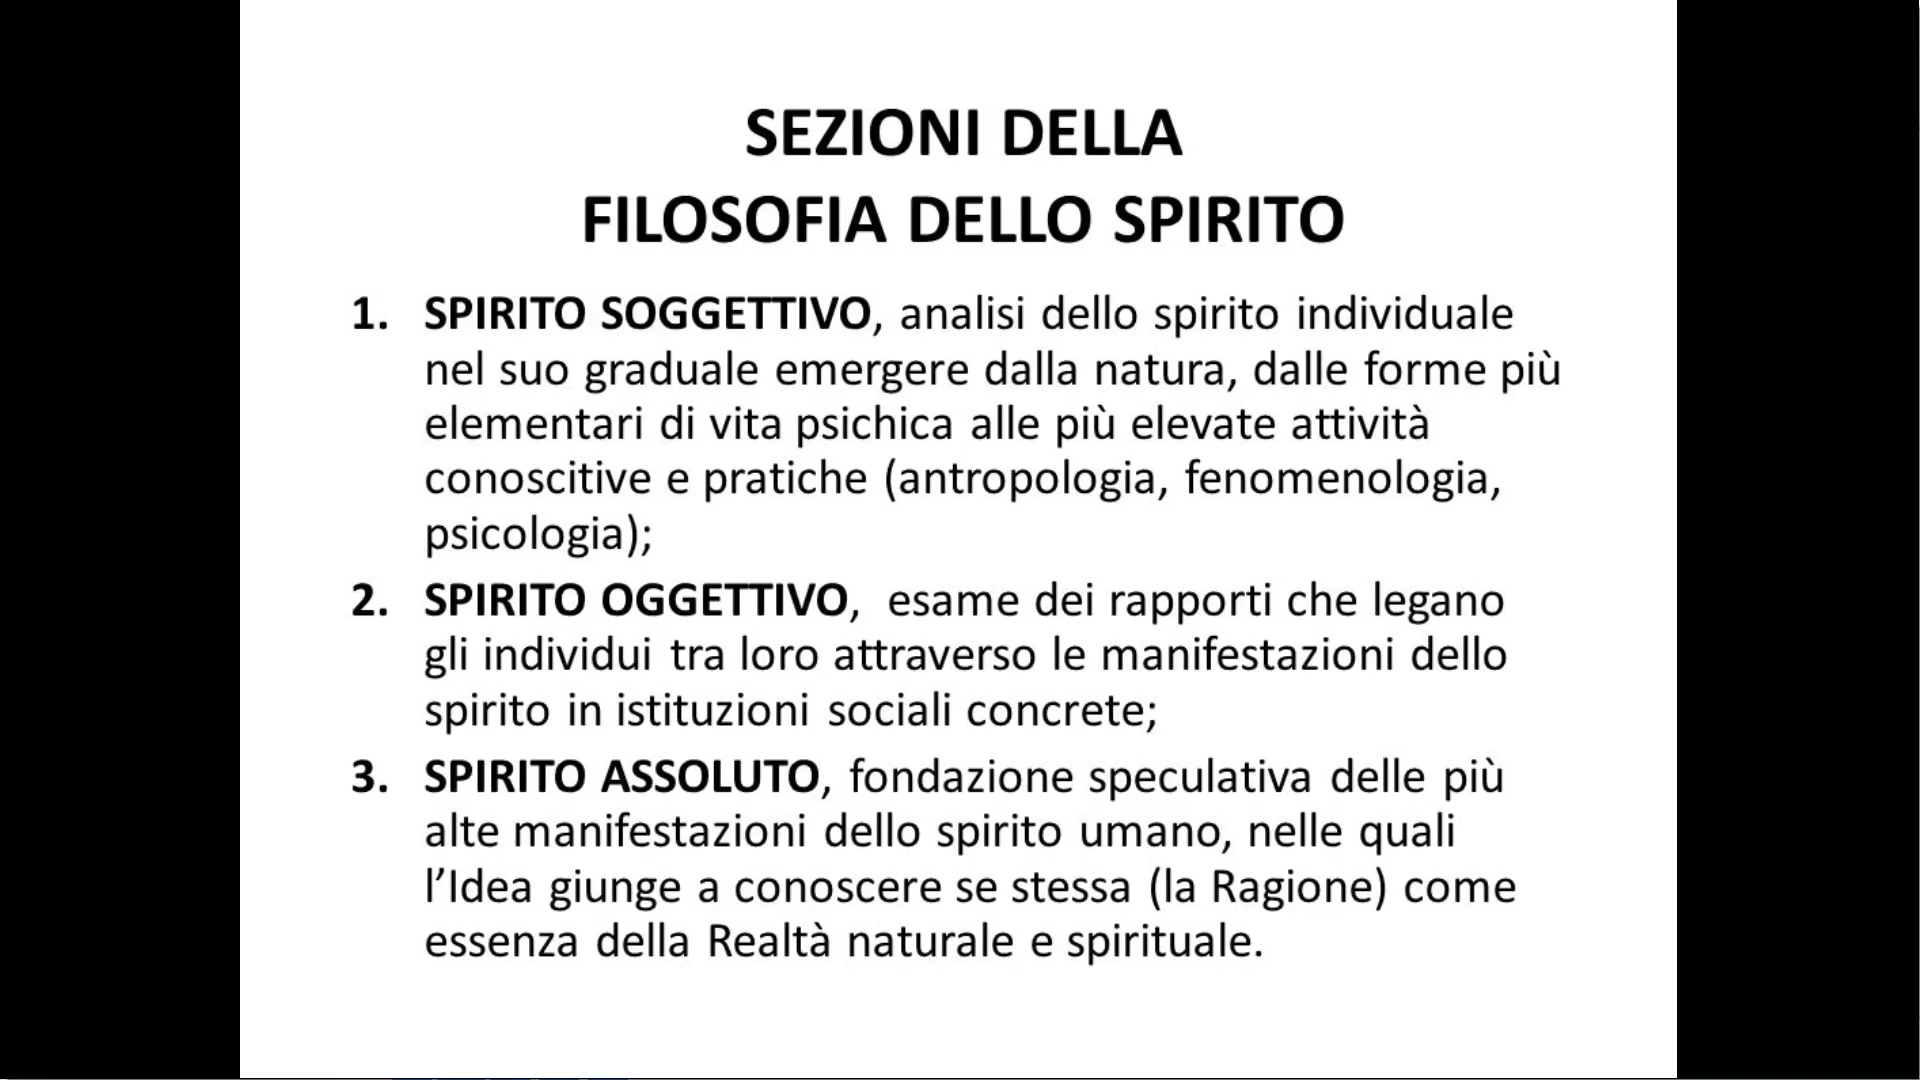 SEZIONI DELLA
FILOSOFIA DELLO SPIRITO
1. SPIRITO SOGGETTIVO, analisi dello spirito individuale
nel suo graduale emergere dalla natura, dalle forme più
elementari di vita psichica alle più elevate attività
conoscitive e pratiche (antropologia, fenomenologia,
psicologia);
2. SPIRITO OGGETTIVO, esame dei rapporti che legano
gli individui tra loro attraverso le manifestazioni dello
spirito in istituzioni sociali concrete;
3. SPIRITO ASSOLUTO, fondazione speculativa delle più
alte manifestazioni dello spirito umano, nelle quali
l’Idea giunge a conoscere se stessa (la Ragione) come
essenza della Realtà naturale e spirituale.